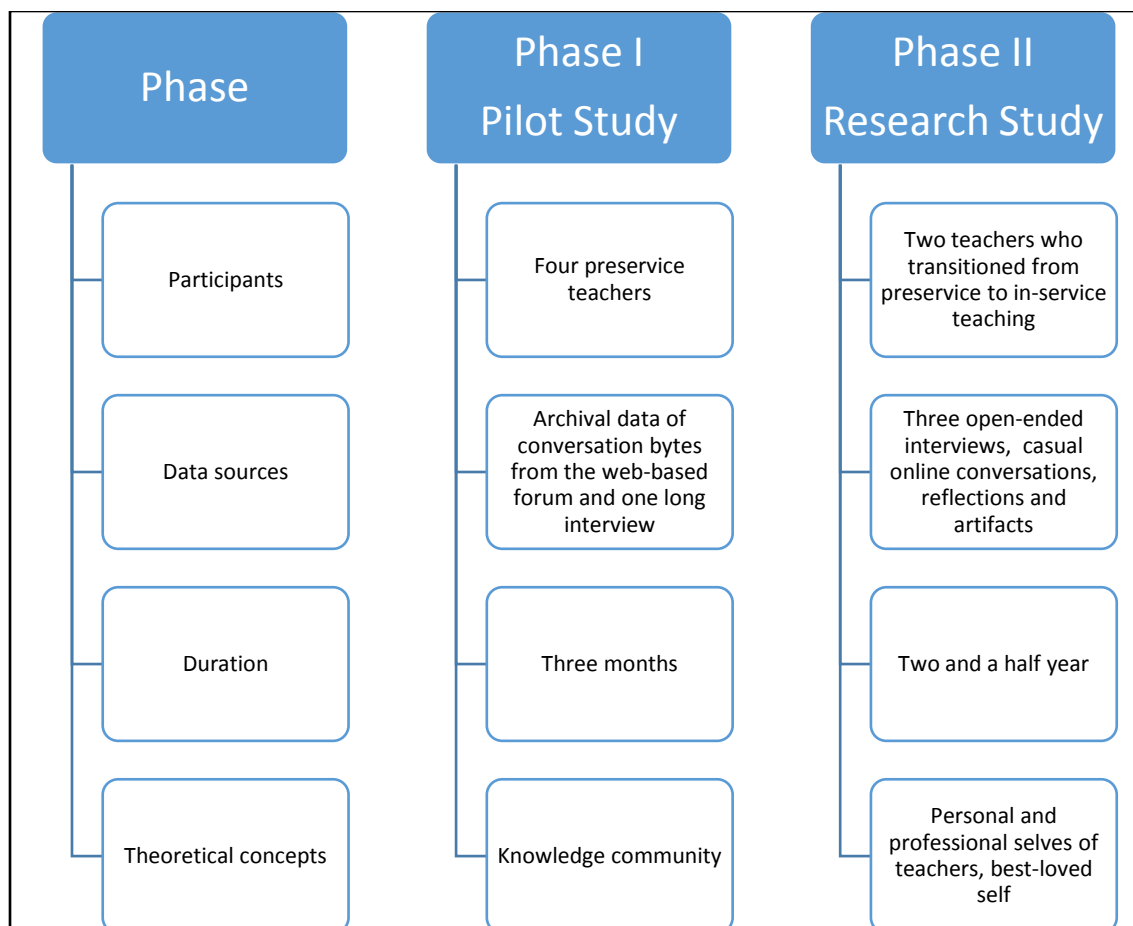 Phase
Participants
Data sources
Duration
Theoretical concepts
Phase I
Pilot Study
Four preservice
teachers
Archival data of
conversation bytes
from the web-based
forum and one long
interview
Three months
Knowledge community
Phase II
Research Study
Two teachers who
transitioned from
preservice to in-service
teaching
Three open-ended
interviews, casual
online conversations,
reflections and
artifacts
Two and a half year
Personal and
professional selves of
teachers, best-loved
self